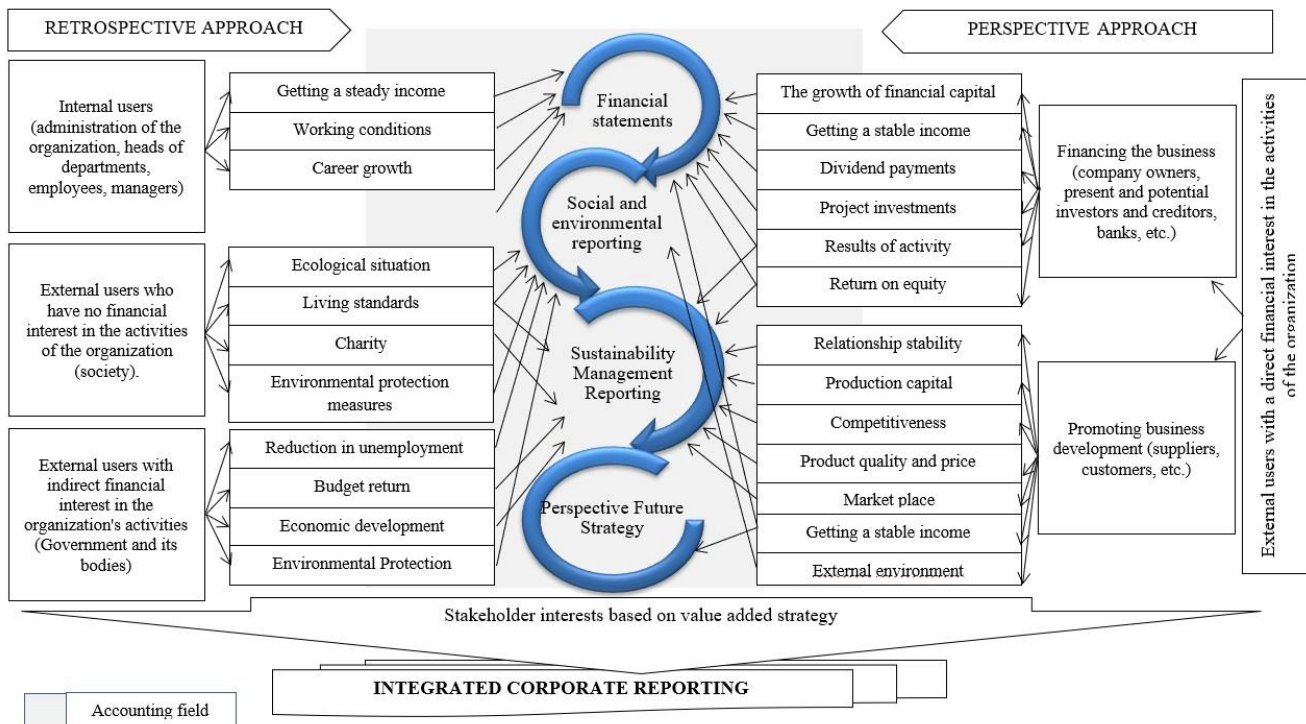 RETROSPECTIVE APPROACH
PERSPECTIVE APPROACH
Internal users
(administration of the
organization, heads of
departments,
employees, managers)
Getting a steady income
Working conditions
Career growth
External users who
have no financial
interest in the activities
of the organization
(society).
Ecological situation
Living standards
Charity
Environmental protection
measures
External users with
indirect financial
interest in the
organization's activities
(Government and its
bodies)
Reduction in unemployment
Budget return
Economic development
Environmental Protection
Financial
statements
Social and
environmental
reporting
Sustainability
Management
Reporting
Perspective Future
Strategy
The growth of financial capital
Getting a stable income
Dividend payments
Project investments
Results of activity
Return on equity
Relationship stability
Production capital
Competitiveness
Product quality and price
Market place
Getting a stable income
External environment
Financing the business
(company owners,
present and potential
investors and creditors,
banks, etc.)
Promoting business
development (suppliers,
customers, etc.)
External users with a direct financial interest in the activities
of the organization
Stakeholder interests based on value added strategy
INTEGRATED CORPORATE REPORTING
Accounting field